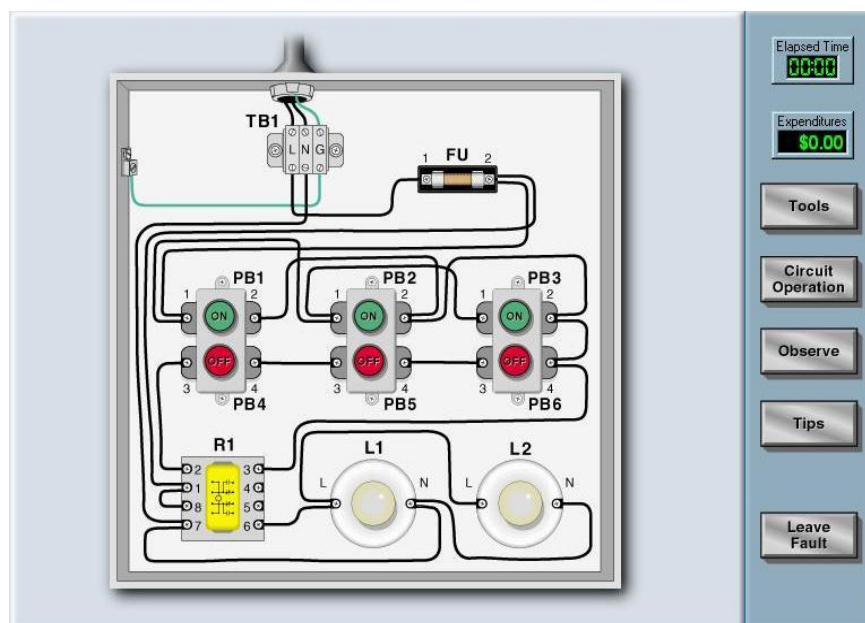 Elapsed Time
00:00
Expenditures
$0.00
Tools
Circuit
Operation
Observe
Tips
Leave
Fault
TB1
L N G
1 FU 2
PB1 PB2 PB3
1 2 1 2 1 2
ON ON ON
OFF OFF OFF
3 4 3 4 3 4
PB4 PB5 PB6
R1 L1 L2
2 3
1 4
8 5
7 6
L N
L N